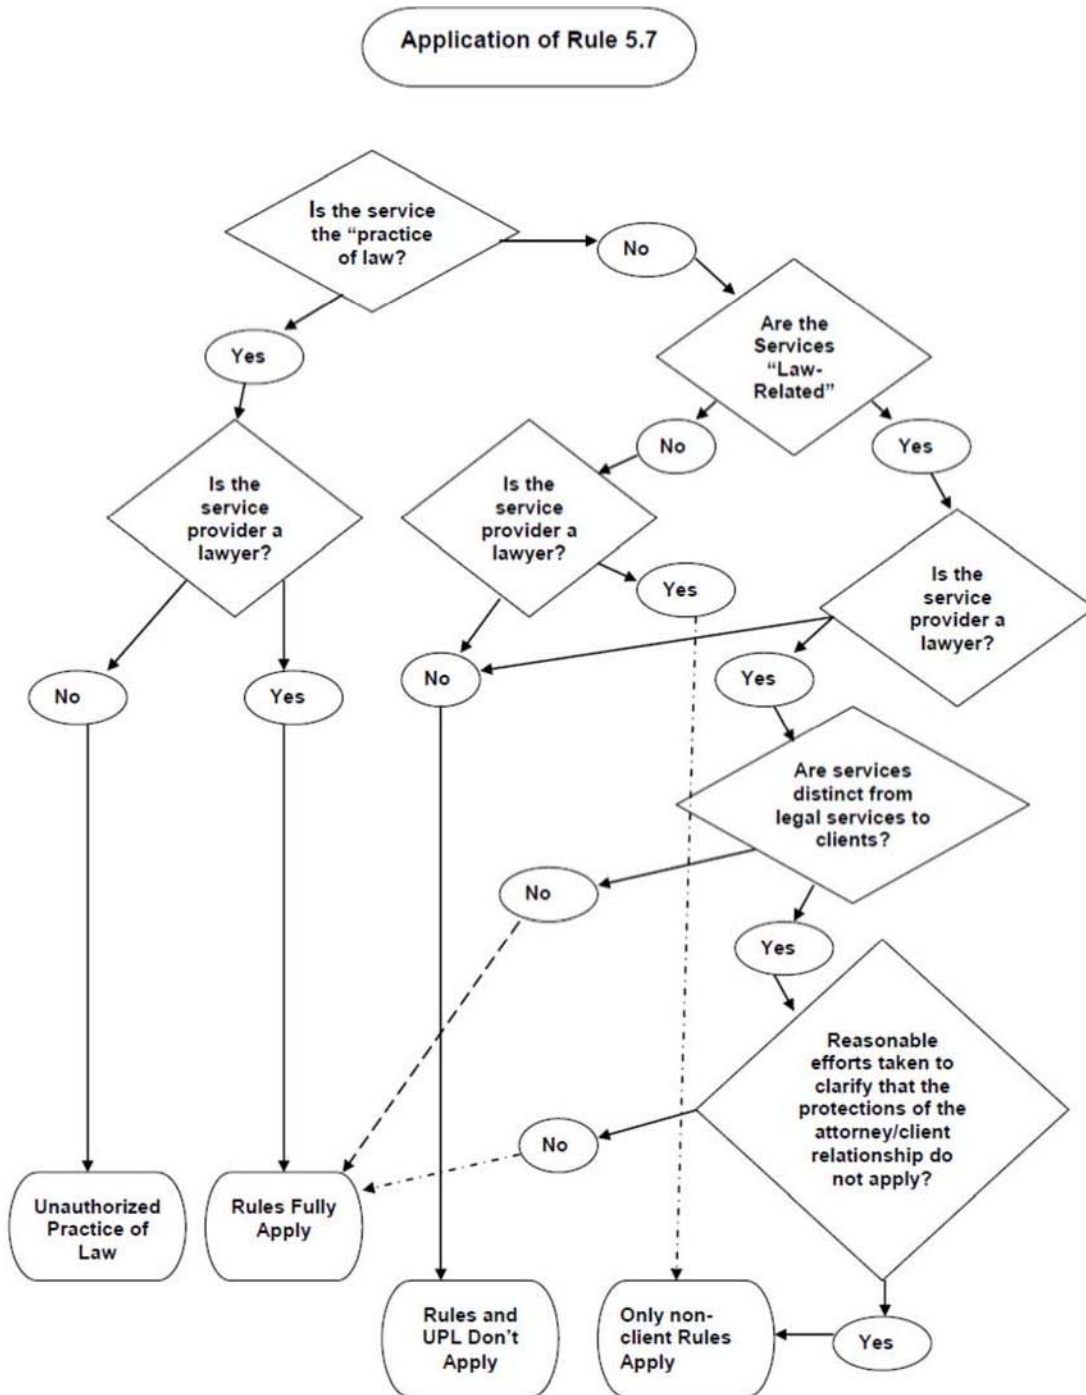 Application of Rule 5.7
Is the service
the “practice
of law?
No
Yes
Are the
Services
“Law-
Related”
No
Yes
Is the
service
provider a
lawyer?
Is the
service
provider a
lawyer?
Yes
Is the
service
provider a
lawyer?
No
Yes
No
Yes
Are services
distinct from
legal services to
clients?
No
Yes
Reasonable
efforts taken to
clarify that the
protections of the
attorney/client
relationship do
not apply?
No
Unauthorized
Practice of
Law
Rules Fully
Apply
Rules and
UPL Don’t
Apply
Only non-
client Rules
Apply
Yes